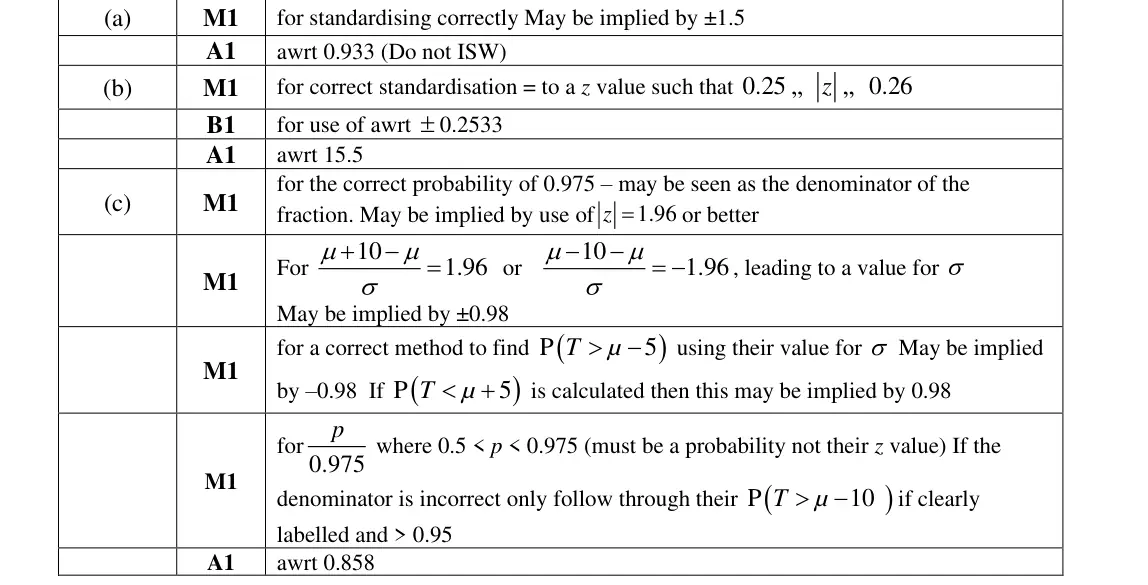 (a) M1 for standardising correctly May be implied by ±1.5
A1 awrt 0.933 (Do not ISW)
(b) M1 for correct standardisation = to a z value such that 0.25 „ |z| „ 0.26
B1 for use of awrt ± 0.2533
A1 awrt 15.5
(c) M1 for the correct probability of 0.975 – may be seen as the denominator of the
fraction. May be implied by use of |z| = 1.96 or better
M1 For (μ+10−μ)/σ = 1.96 or (μ−10−μ)/σ = −1.96, leading to a value for σ
May be implied by ±0.98
M1 for a correct method to find P(T > μ − 5) using their value for σ May be implied
by –0.98 If P(T < μ + 5) is calculated then this may be implied by 0.98
M1 for p/0.975 where 0.5 < p < 0.975 (must be a probability not their z value) If the
denominator is incorrect only follow through their P(T > μ − 10 ) if clearly
labelled and > 0.95
A1 awrt 0.858